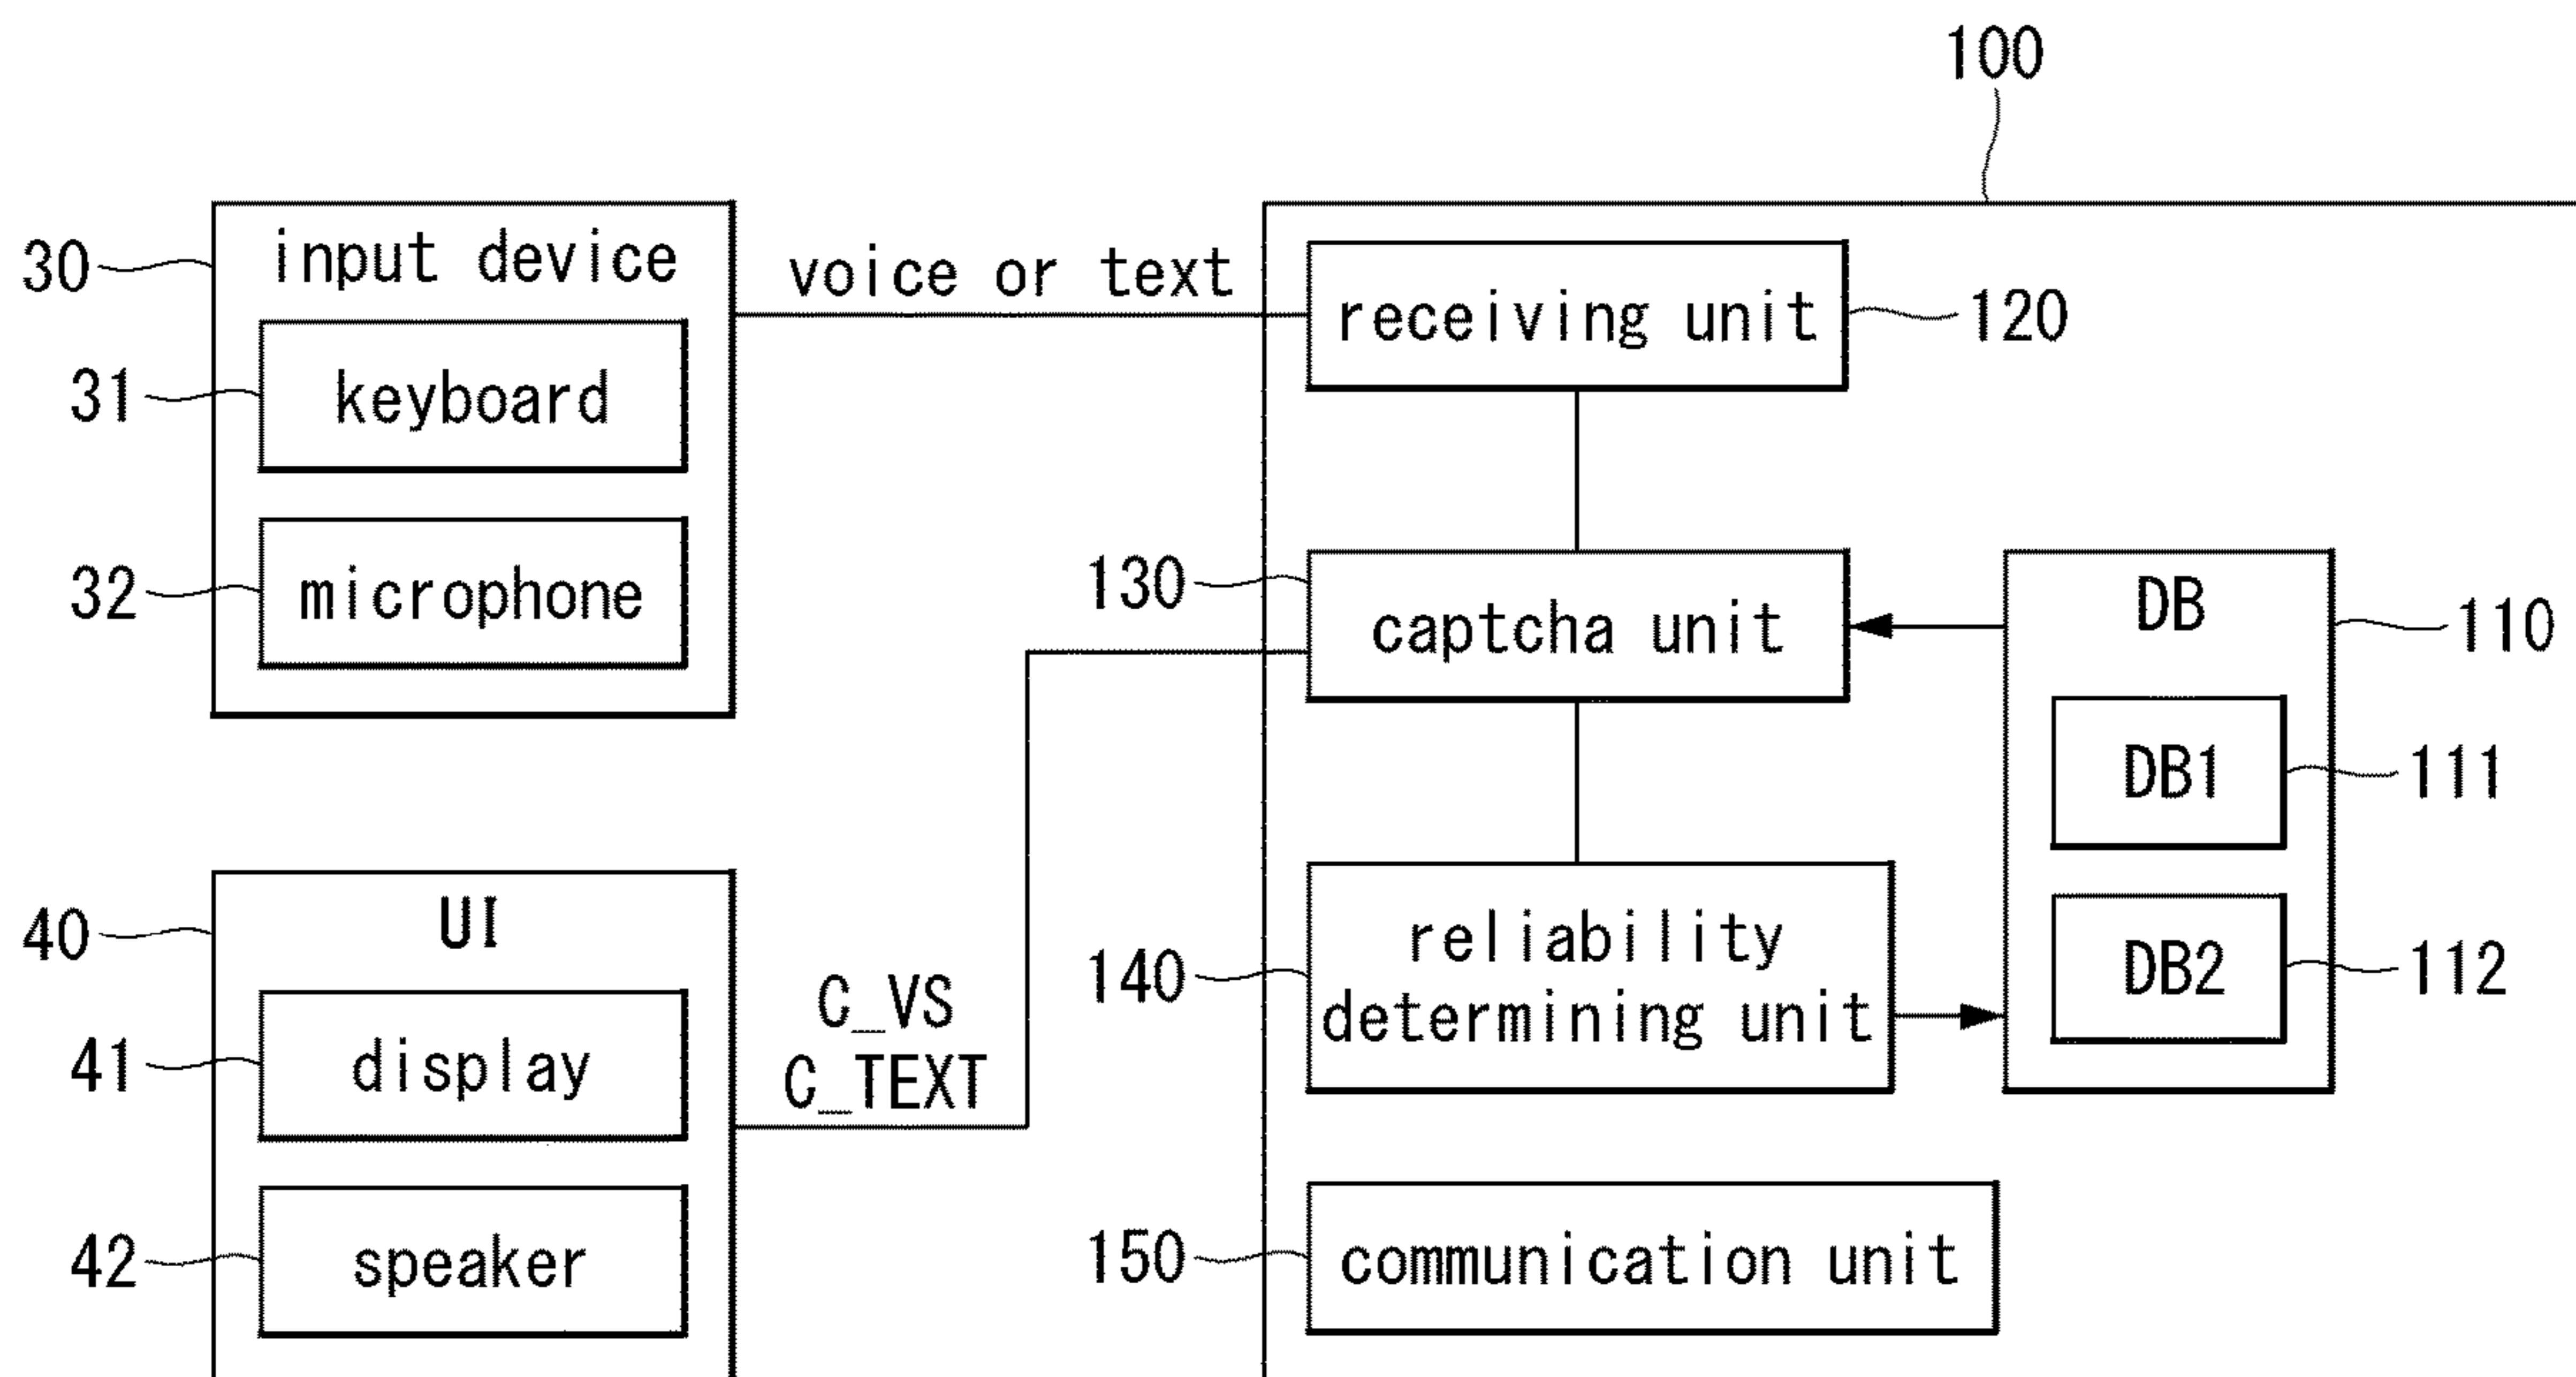 100
30
input device
voice or text
receiving unit
120
31
keyboard
32
microphone
130
captcha unit
DB
110
DB1
111
40
UI
140
reliability
determining unit
DB2
112
C_VS
C_TEXT
41
display
42
speaker
150
communication unit